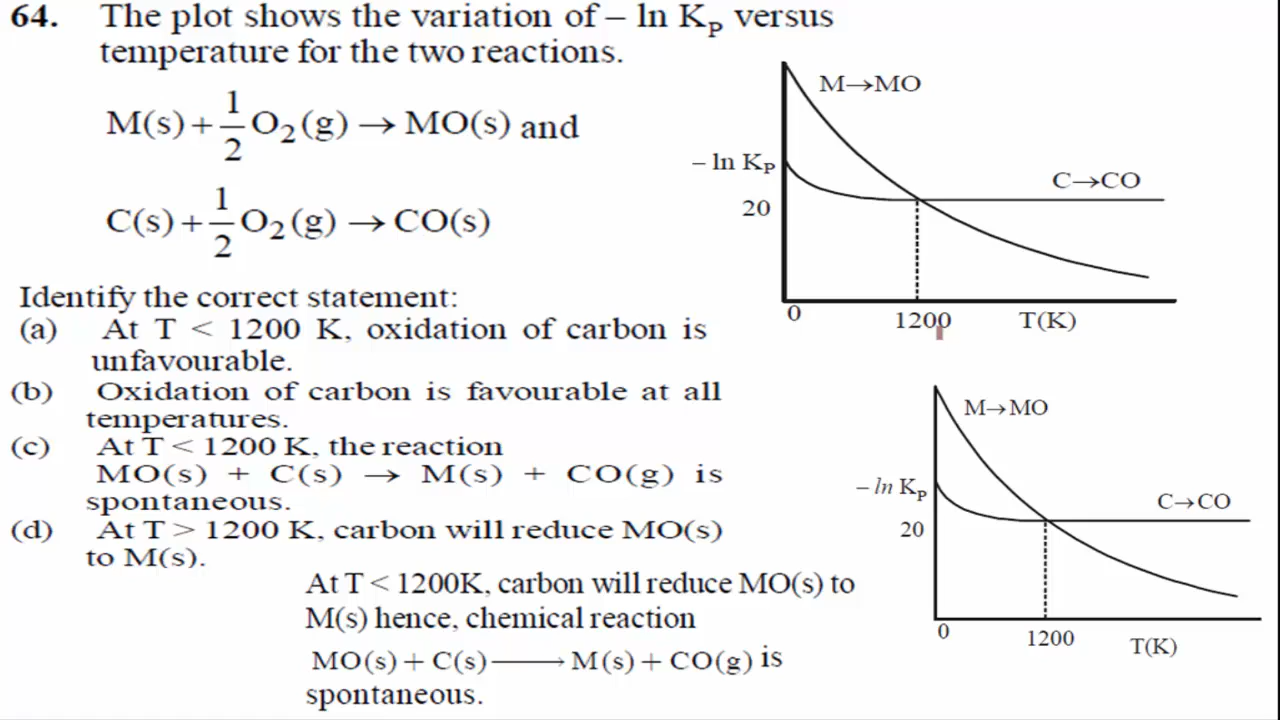 64. The plot shows the variation of – ln Kₚ versus
temperature for the two reactions.
M(s) + 1/2 O₂(g) → MO(s) and
C(s) + 1/2 O₂(g) → CO(s)
Identify the correct statement:
(a) At T < 1200 K, oxidation of carbon is
unfavourable.
(b) Oxidation of carbon is favourable at all
temperatures.
(c) At T < 1200 K, the reaction
MO(s) + C(s) → M(s) + CO(g) is
spontaneous.
(d) At T > 1200 K, carbon will reduce MO(s)
to M(s).
At T < 1200K, carbon will reduce MO(s) to
M(s) hence, chemical reaction
MO(s) + C(s) ⟶ M(s) + CO(g) is
spontaneous.
M→MO
– ln Kₚ
C→CO
20
0
1200
T(K)
M→MO
– ln Kₚ
C→CO
20
0
1200
T(K)